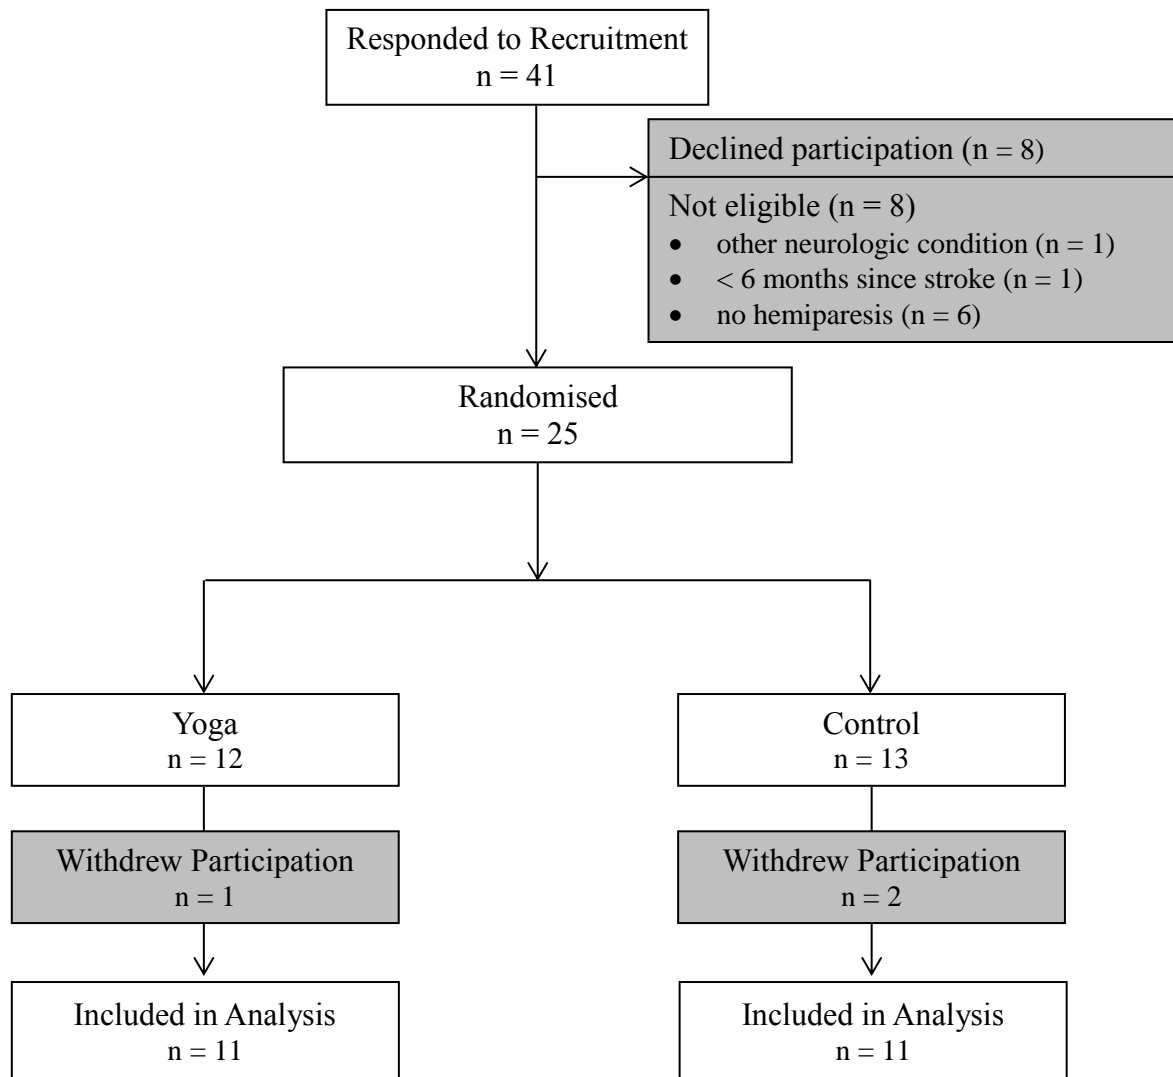 Responded to Recruitment
n = 41
Declined participation (n = 8)
Not eligible (n = 8)
• other neurologic condition (n = 1)
• < 6 months since stroke (n = 1)
• no hemiparesis (n = 6)
Randomised
n = 25
Yoga
n = 12
Control
n = 13
Withdrew Participation
n = 1
Withdrew Participation
n = 2
Included in Analysis
n = 11
Included in Analysis
n = 11